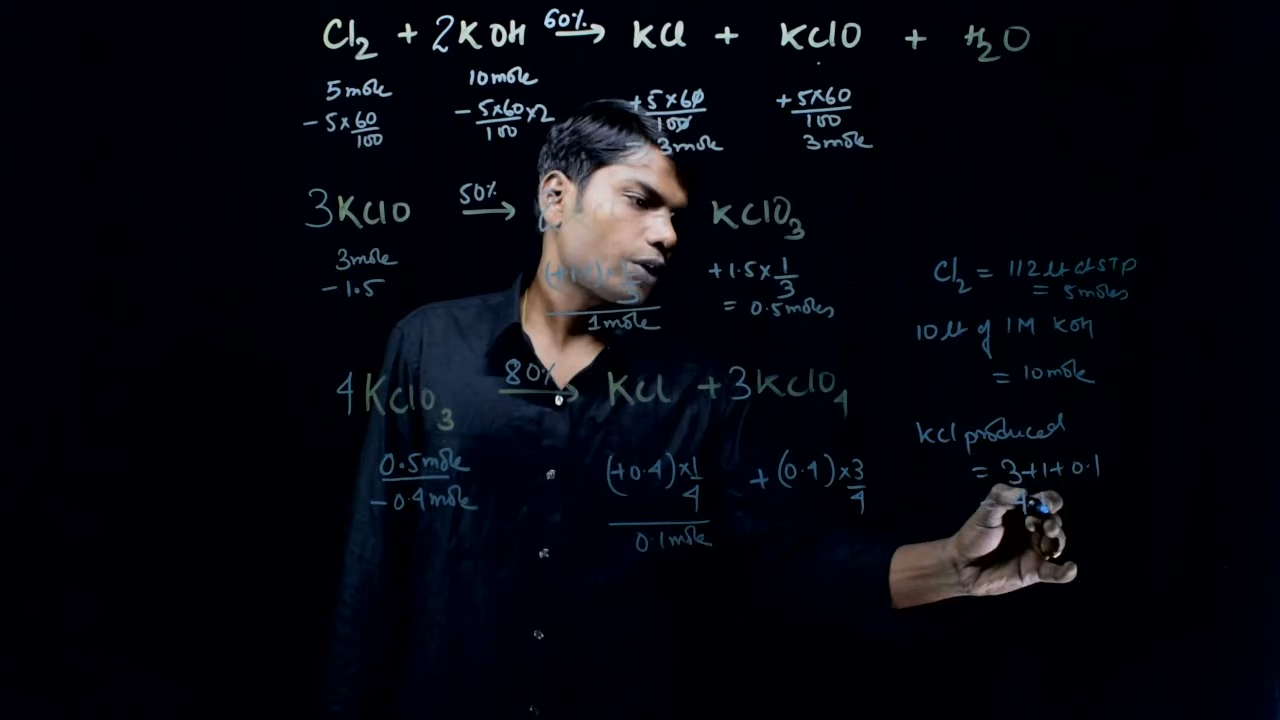 Cl2 + 2KOH 60% → KCl + KClO + H2O
5mole 10mole
- 5×60/100 - 5×60/100 ×2 +5×60/100 +5×60/100
3mole 3mole
3KClO 50% → KClO3
3mole
-1.5 +1.5×1/3
1mole = 0.5moles
Cl2 = 112 lt at STP
= 5moles
10 lt of 1M KOH
= 10mole
4KClO3 80% → KCl + 3KClO4
0.5mole (+0.4)×1/4 + (0.4)×3/4
-0.4mole
0.1mole
KCl produced
= 3+1+0.1